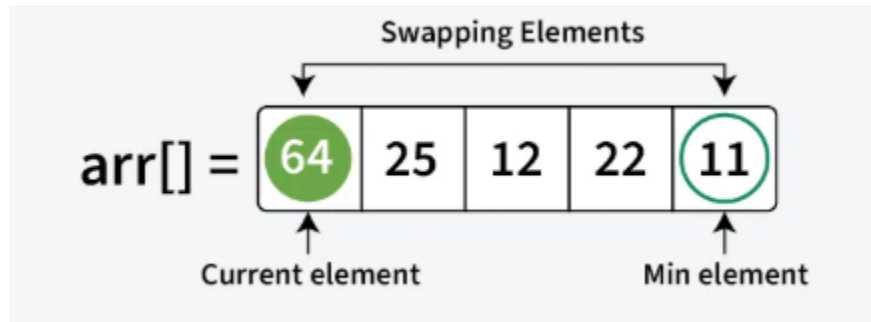 Swapping Elements
arr[] = 64 25 12 22 11
Current element Min element